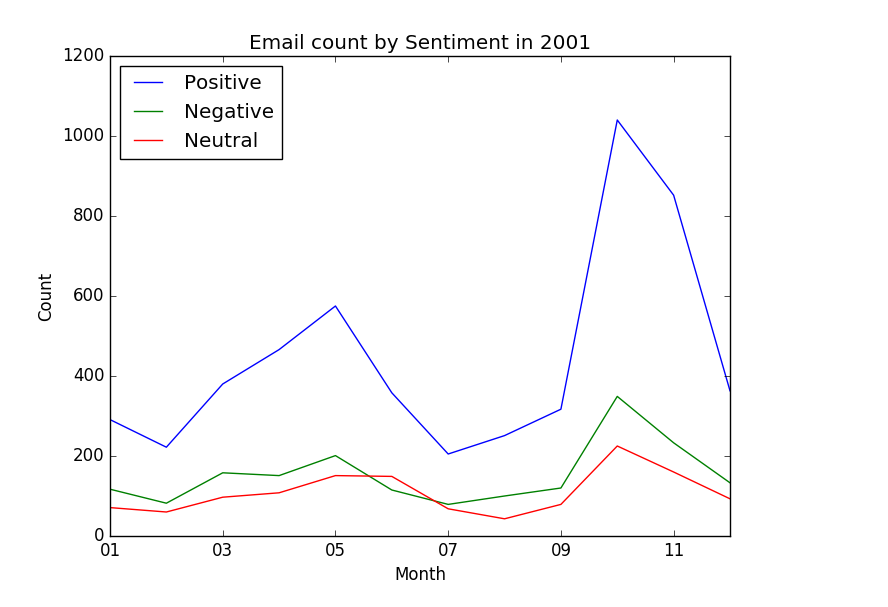 Email count by Sentiment in 2001
Positive
Negative
Neutral
1200
1000
800
600
400
200
0
Count
01 03 05 07 09 11
Month